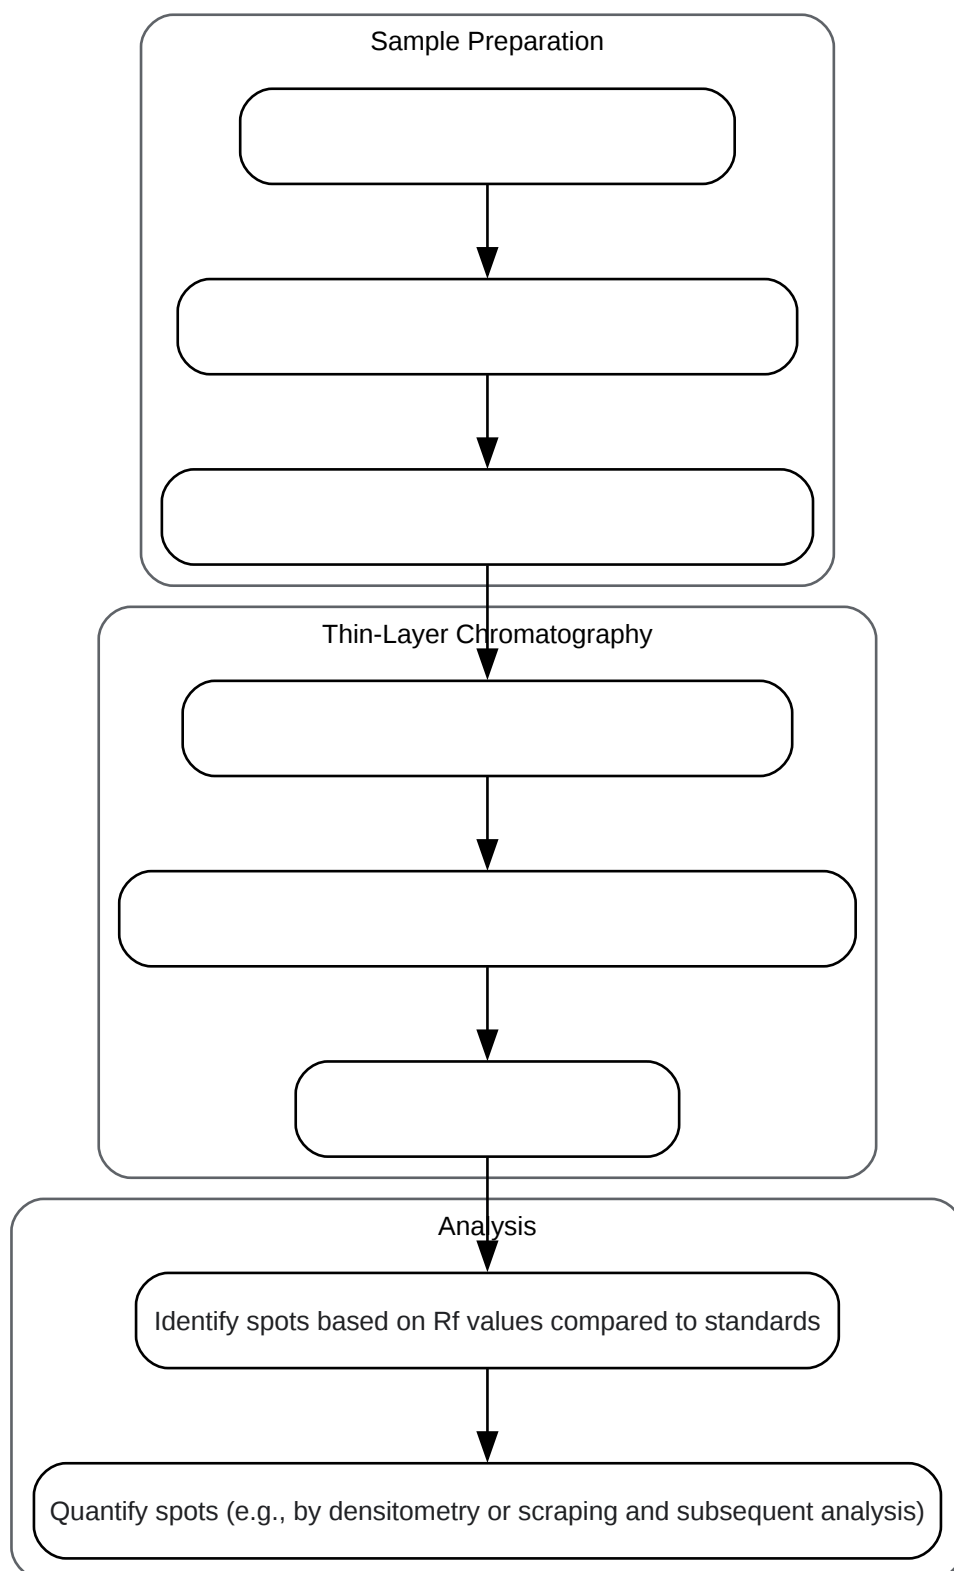 Sample Preparation
Thin-Layer Chromatography
Analysis
Identify spots based on Rf values compared to standards
Quantify spots (e.g., by densitometry or scraping and subsequent analysis)